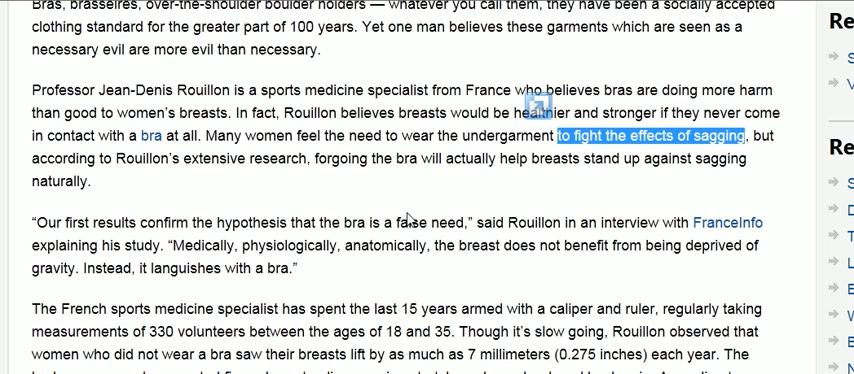 Bras, brasseires, over-the-shoulder boulder holders — whatever you call them, they have been a socially accepted
clothing standard for the greater part of 100 years. Yet one man believes these garments which are seen as a
necessary evil are more evil than necessary.
Professor Jean-Denis Rouillon is a sports medicine specialist from France who believes bras are doing more harm
than good to women’s breasts. In fact, Rouillon believes breasts would be healthier and stronger if they never come
in contact with a bra at all. Many women feel the need to wear the undergarment to fight the effects of sagging, but
according to Rouillon’s extensive research, forgoing the bra will actually help breasts stand up against sagging
naturally.
“Our first results confirm the hypothesis that the bra is a false need,” said Rouillon in an interview with FranceInfo
explaining his study. “Medically, physiologically, anatomically, the breast does not benefit from being deprived of
gravity. Instead, it languishes with a bra.”
The French sports medicine specialist has spent the last 15 years armed with a caliper and ruler, regularly taking
measurements of 330 volunteers between the ages of 18 and 35. Though it’s slow going, Rouillon observed that
women who did not wear a bra saw their breasts lift by as much as 7 millimeters (0.275 inches) each year. The
Re
S
V
Re
S
D
T
L
E
W
E
N